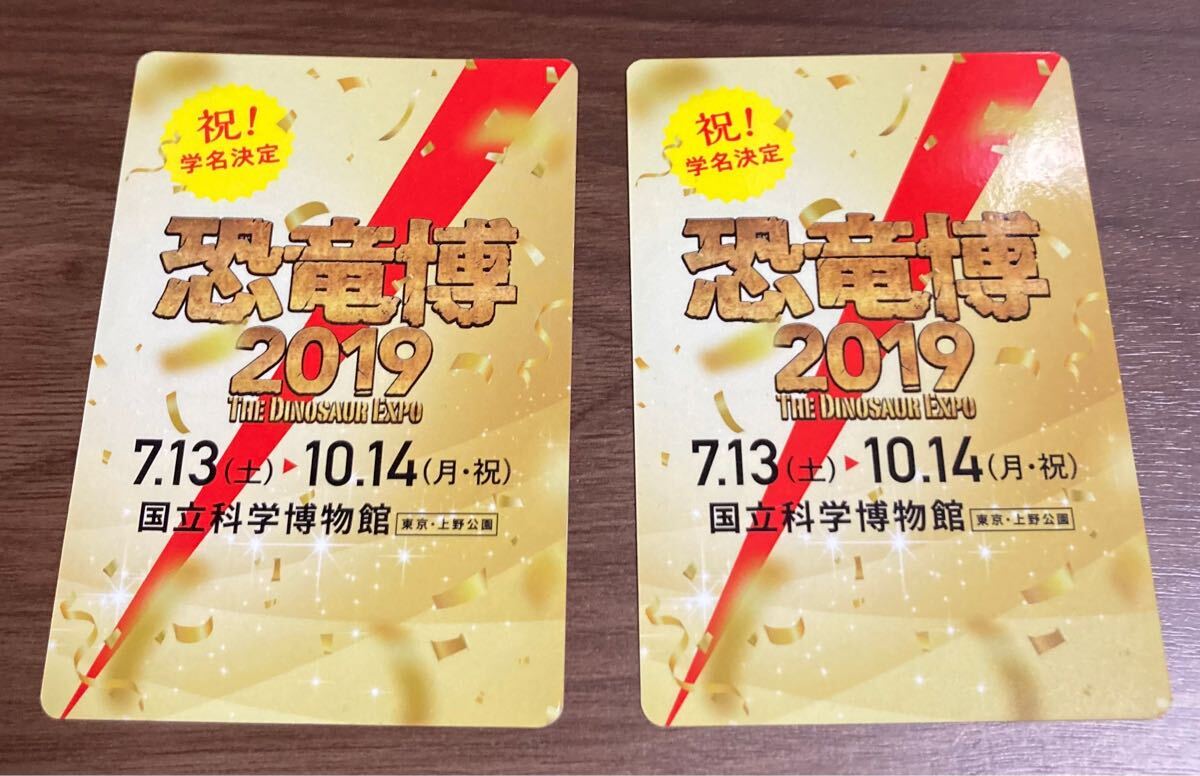 祝!
学名決定
恐竜博
2019
THE DINOSAUR EXPO
7.13(土)▶10.14(月・祝)
国立科学博物館 東京・上野公園
祝!
学名決定
恐竜博
2019
THE DINOSAUR EXPO
7.13(土)▶10.14(月・祝)
国立科学博物館 東京・上野公園